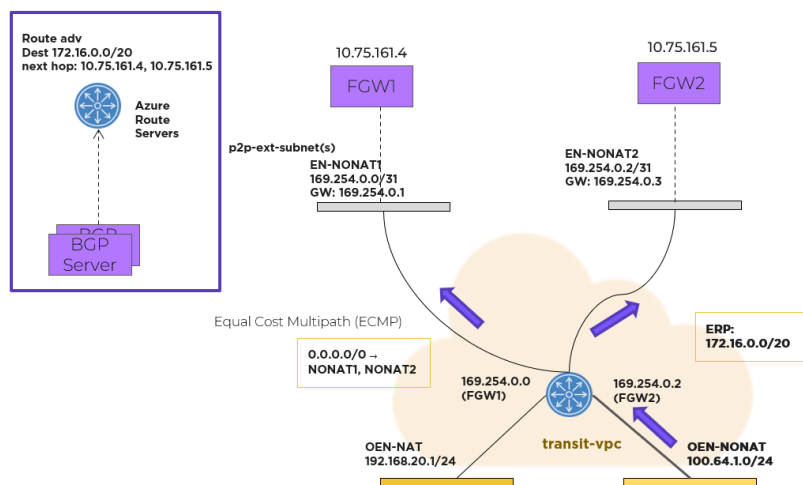 Route adv
Dest 172.16.0.0/20
next hop: 10.75.161.4, 10.75.161.5
Azure
Route
Servers
BGP
BGP
Server
10.75.161.4
FGW1
10.75.161.5
FGW2
p2p-ext-subnet(s)
EN-NONAT1
169.254.0.0/31
GW: 169.254.0.1
EN-NONAT2
169.254.0.2/31
GW: 169.254.0.3
Equal Cost Multipath (ECMP)
0.0.0.0/0 →
NONAT1, NONAT2
ERP:
172.16.0.0/20
169.254.0.0
(FGW1)
169.254.0.2
(FGW2)
transit-vpc
OEN-NAT
192.168.20.1/24
OEN-NONAT
100.64.1.0/24